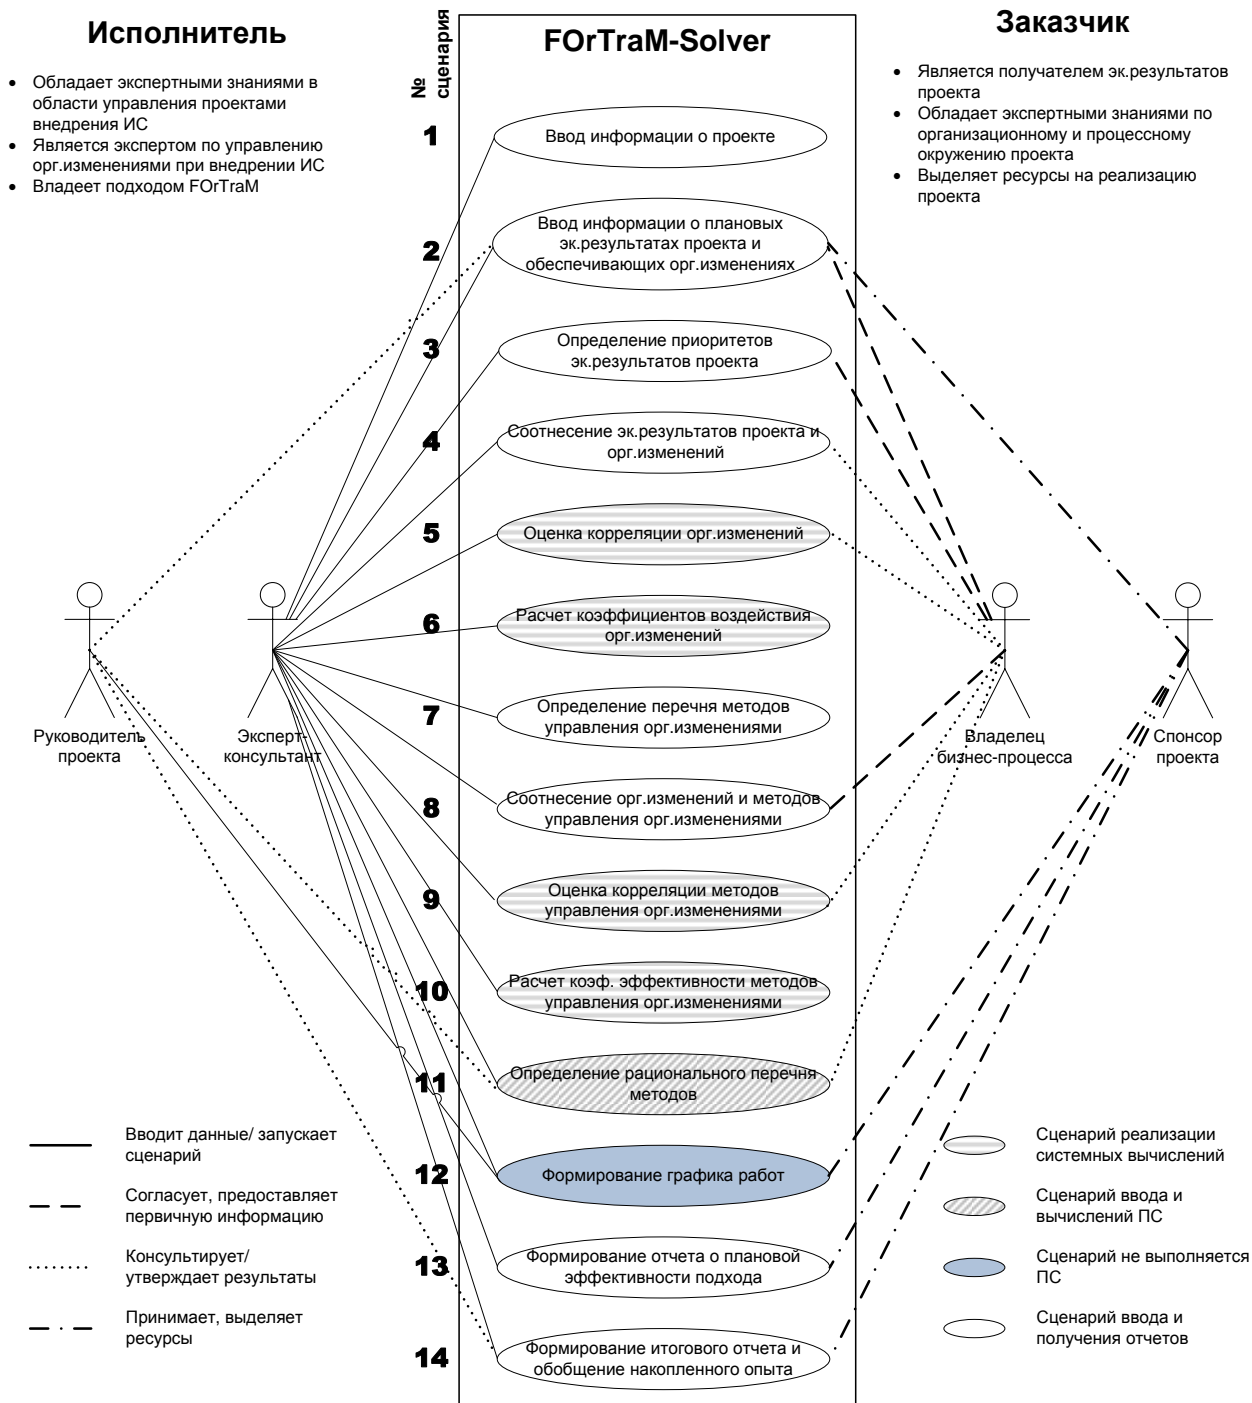 Исполнитель
• Обладает экспертными знаниями в
области управления проектами
внедрения ИС
• Является экспертом по управлению
орг.изменениями при внедрении ИС
• Владеет подходом FOrTraM
№
сценария
FOrTraM-Solver
Заказчик
• Является получателем эк.результатов
проекта
• Обладает экспертными знаниями по
организационному и процессному
окружению проекта
• Выделяет ресурсы на реализацию
проекта
1
Ввод информации о проекте
2
Ввод информации о плановых
эк.результатах проекта и
обеспечивающих орг.изменениях
3
Определение приоритетов
эк.результатов проекта
4
Соотнесение эк.результатов проекта и
орг.изменений
5
Оценка корреляции орг.изменений
6
Расчет коэффициентов воздействия
орг.изменений
7
Определение перечня методов
управления орг.изменениями
8
Соотнесение орг.изменений и методов
управления орг.изменениями
9
Оценка корреляции методов
управления орг.изменениями
10
Расчет коэф. эффективности методов
управления орг.изменениями
11
Определение рационального перечня
методов
12
Формирование графика работ
13
Формирование отчета о плановой
эффективности подхода
14
Формирование итогового отчета и
обобщение накопленного опыта
Руководитель
проекта
Эксперт-
консультант
Владелец
бизнес-процесса
Спонсор
проекта
Вводит данные/ запускает
сценарий
Согласует, предоставляет
первичную информацию
Консультирует/
утверждает результаты
Принимает, выделяет
ресурсы
Сценарий реализации
системных вычислений
Сценарий ввода и
вычислений ПС
Сценарий не выполняется
ПС
Сценарий ввода и
получения отчетов